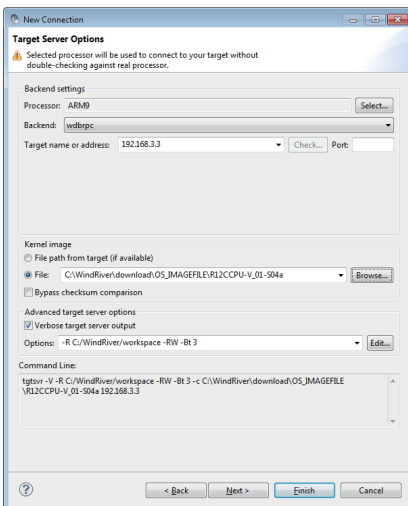 New Connection
Target Server Options
Selected processor will be used to connect to your target without
double-checking against real processor.
Backend settings
Processor: ARM9 Select...
Backend: wdbrpc
Target name or address: 192.168.3.3 Check... Port:
Kernel image
File path from target (if available)
File: C:\WindRiver\download\OS_IMAGEFILE\R12CCPU-V_01-S04a Browse...
Bypass checksum comparison
Advanced target server options
Verbose target server output
Options: -R C:/WindRiver/workspace -RW -Bt 3 Edit...
Command Line:
tgtsvr -V -R C:/WindRiver/workspace -RW -Bt 3 -c C:\WindRiver\download\OS_IMAGEFILE
\R12CCPU-V_01-S04a 192.168.3.3
? < Back Next > Finish Cancel